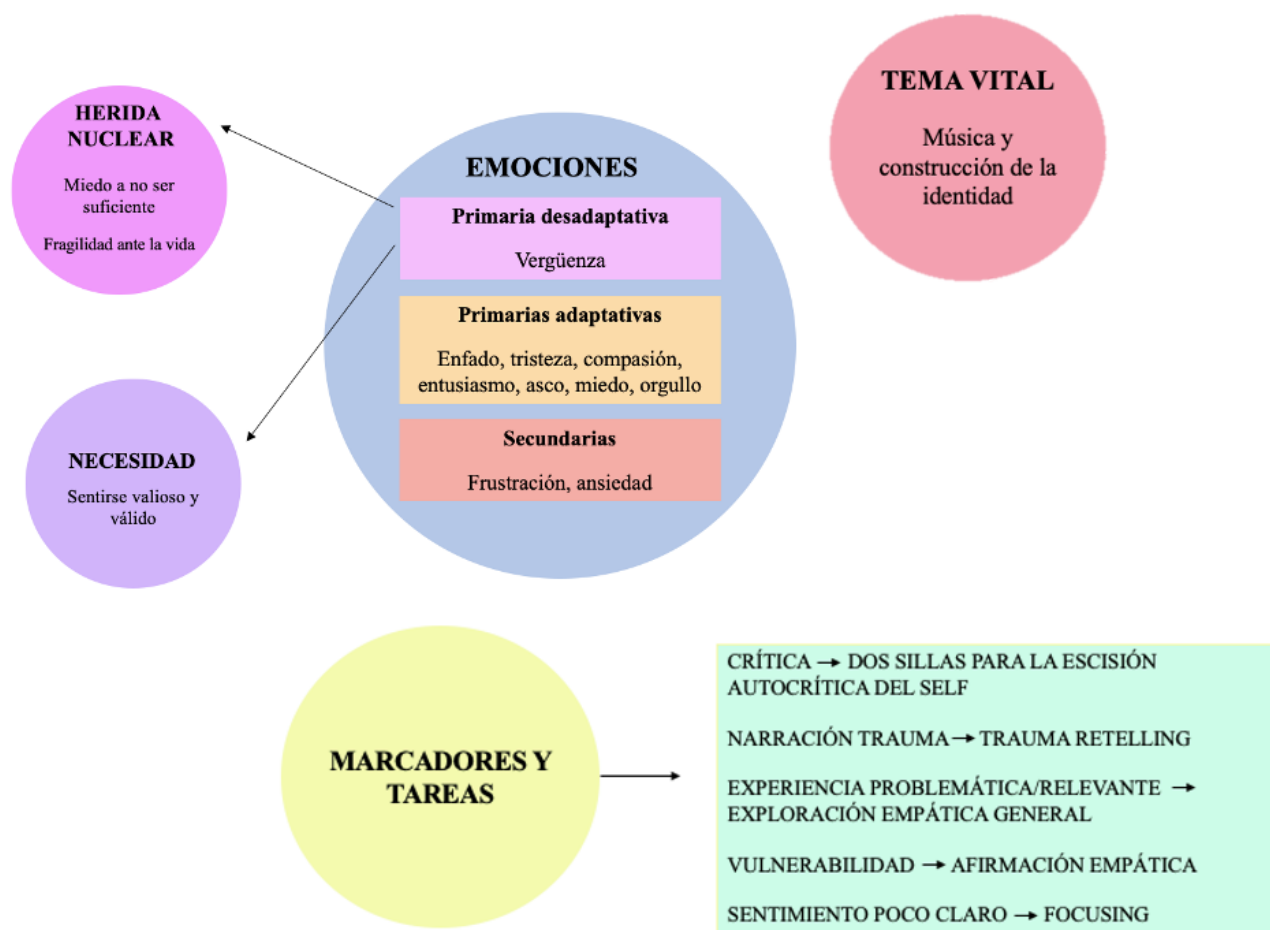 TEMA VITAL
Música y
construcción de la
identidad
HERIDA
NUCLEAR
Miedo a no ser
suficiente
Fragilidad ante la vida
EMOCIONES
Primaria desadaptativa
Vergüenza
Primarias adaptativas
Enfado, tristeza, compasión,
entusiasmo, asco, miedo, orgullo
Secundarias
Frustración, ansiedad
NECESIDAD
Sentirse valioso y
válido
MARCADORES Y
TAREAS
CRÍTICA → DOS SILLAS PARA LA ESCISIÓN
AUTOCRÍTICA DEL SELF
NARRACIÓN TRAUMA → TRAUMA RETELLING
EXPERIENCIA PROBLEMÁTICA/RELEVANTE →
EXPLORACIÓN EMPÁTICA GENERAL
VULNERABILIDAD → AFIRMACIÓN EMPÁTICA
SENTIMIENTO POCO CLARO → FOCUSING